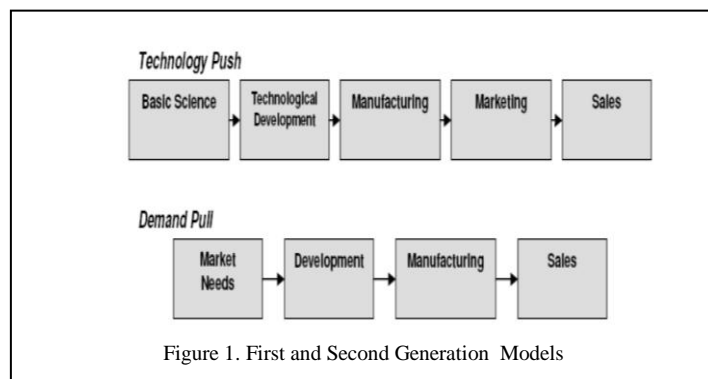 Technology Push
Basic Science
Technological
Development
Manufacturing
Marketing
Sales
Demand Pull
Market
Needs
Development
Manufacturing
Sales
Figure 1. First and Second Generation Models